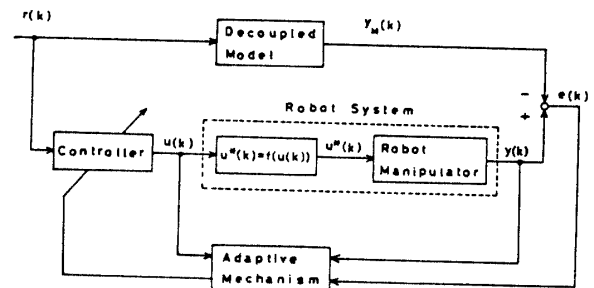 r(k)
Decoupled
Model
y_M(k)
−
e(k)
+
Robot System
Controller
u(k)
u*(k)=f(u(k))
u*(k)
Robot
Manipulator
y(k)
Adaptive
Mechanism